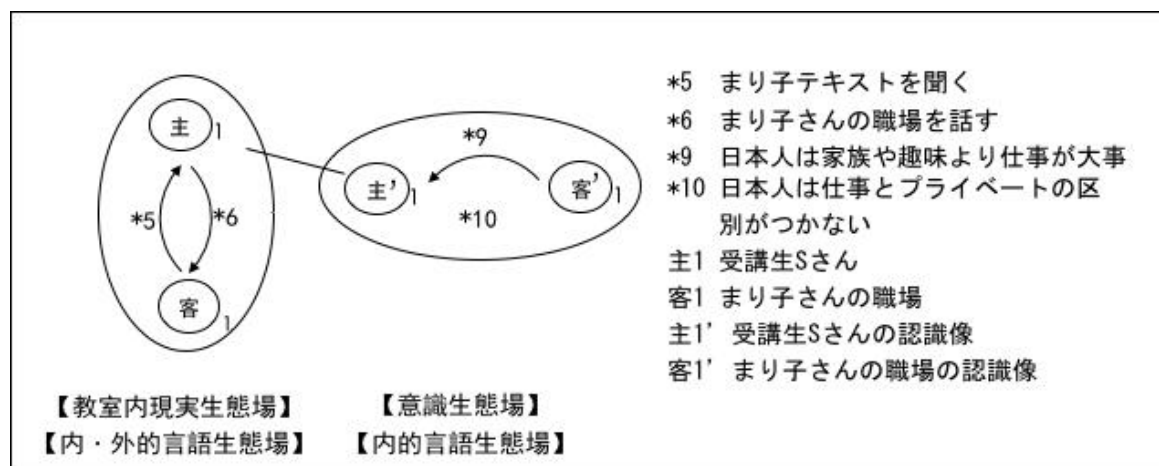 主1
*5
*6
客1
*9
主'1
客'1
*10
*5 まり子テキストを聞く
*6 まり子さんの職場を話す
*9 日本人は家族や趣味より仕事が大事
*10 日本人は仕事とプライベートの区
別がつかない
主1 受講生Sさん
客1 まり子さんの職場
主1' 受講生Sさんの認識像
客1' まり子さんの職場の認識像
【教室内現実生態場】
【内・外的言語生態場】
【意識生態場】
【内的言語生態場】